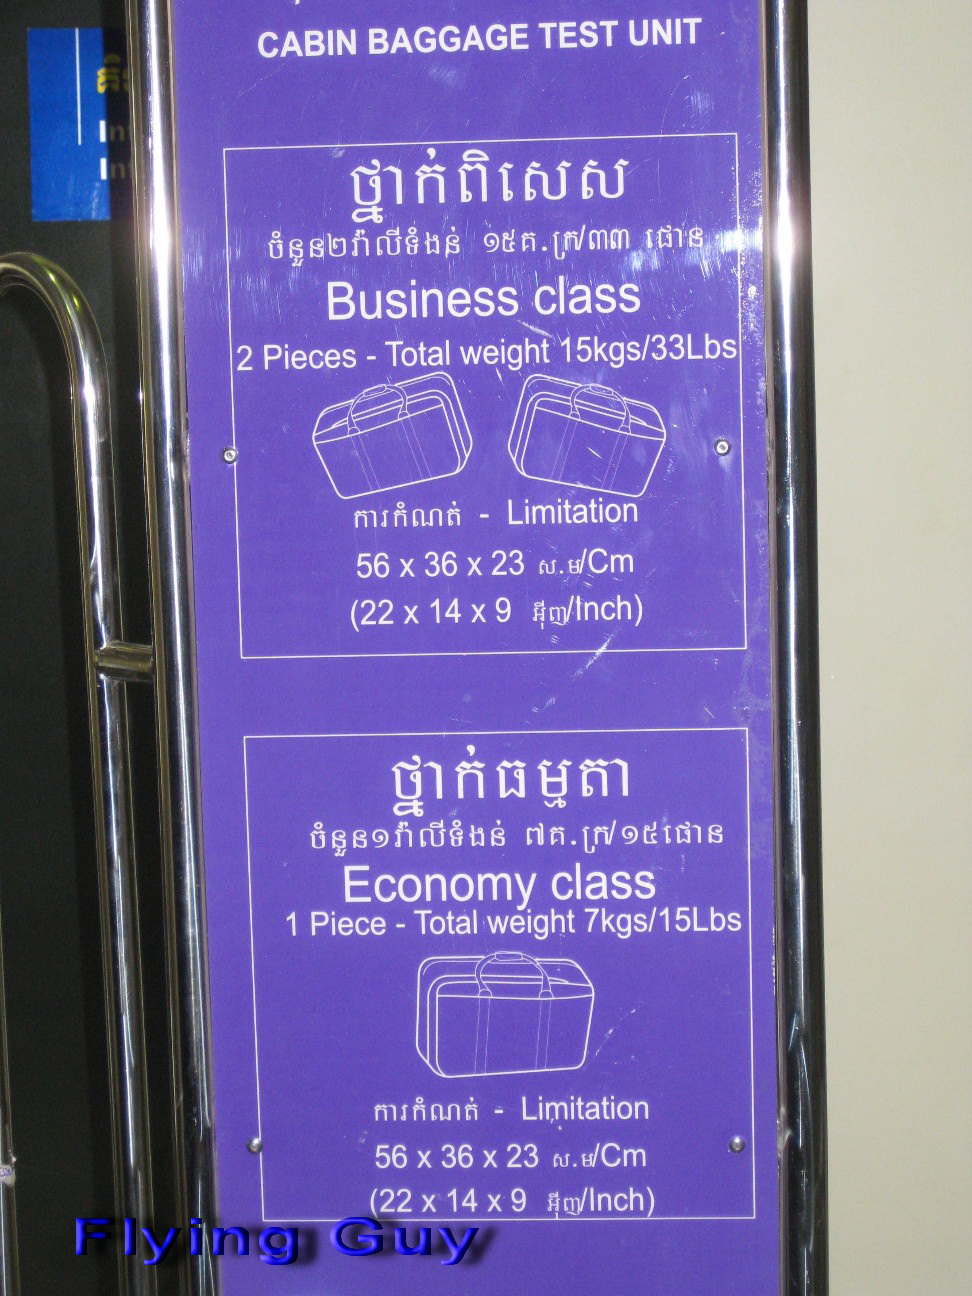 CABIN BAGGAGE TEST UNIT
ថ្នាក់ពិសេស
ចំនួន២វ៉ាលីទំងន់ ១៥គ.ក្រ/៣៣ ផោន
Business class
2 Pieces - Total weight 15kgs/33Lbs
ការកំណត់ - Limitation
56 x 36 x 23 ស.ម/Cm
(22 x 14 x 9 អ៊ីញ/Inch)
ថ្នាក់ធម្មតា
ចំនួន១វ៉ាលីទំងន់ ៧គ.ក្រ/១៥ផោន
Economy class
1 Piece - Total weight 7kgs/15Lbs
ការកំណត់ - Limitation
56 x 36 x 23 ស.ម/Cm
(22 x 14 x 9 អ៊ីញ/Inch)
Flying Guy